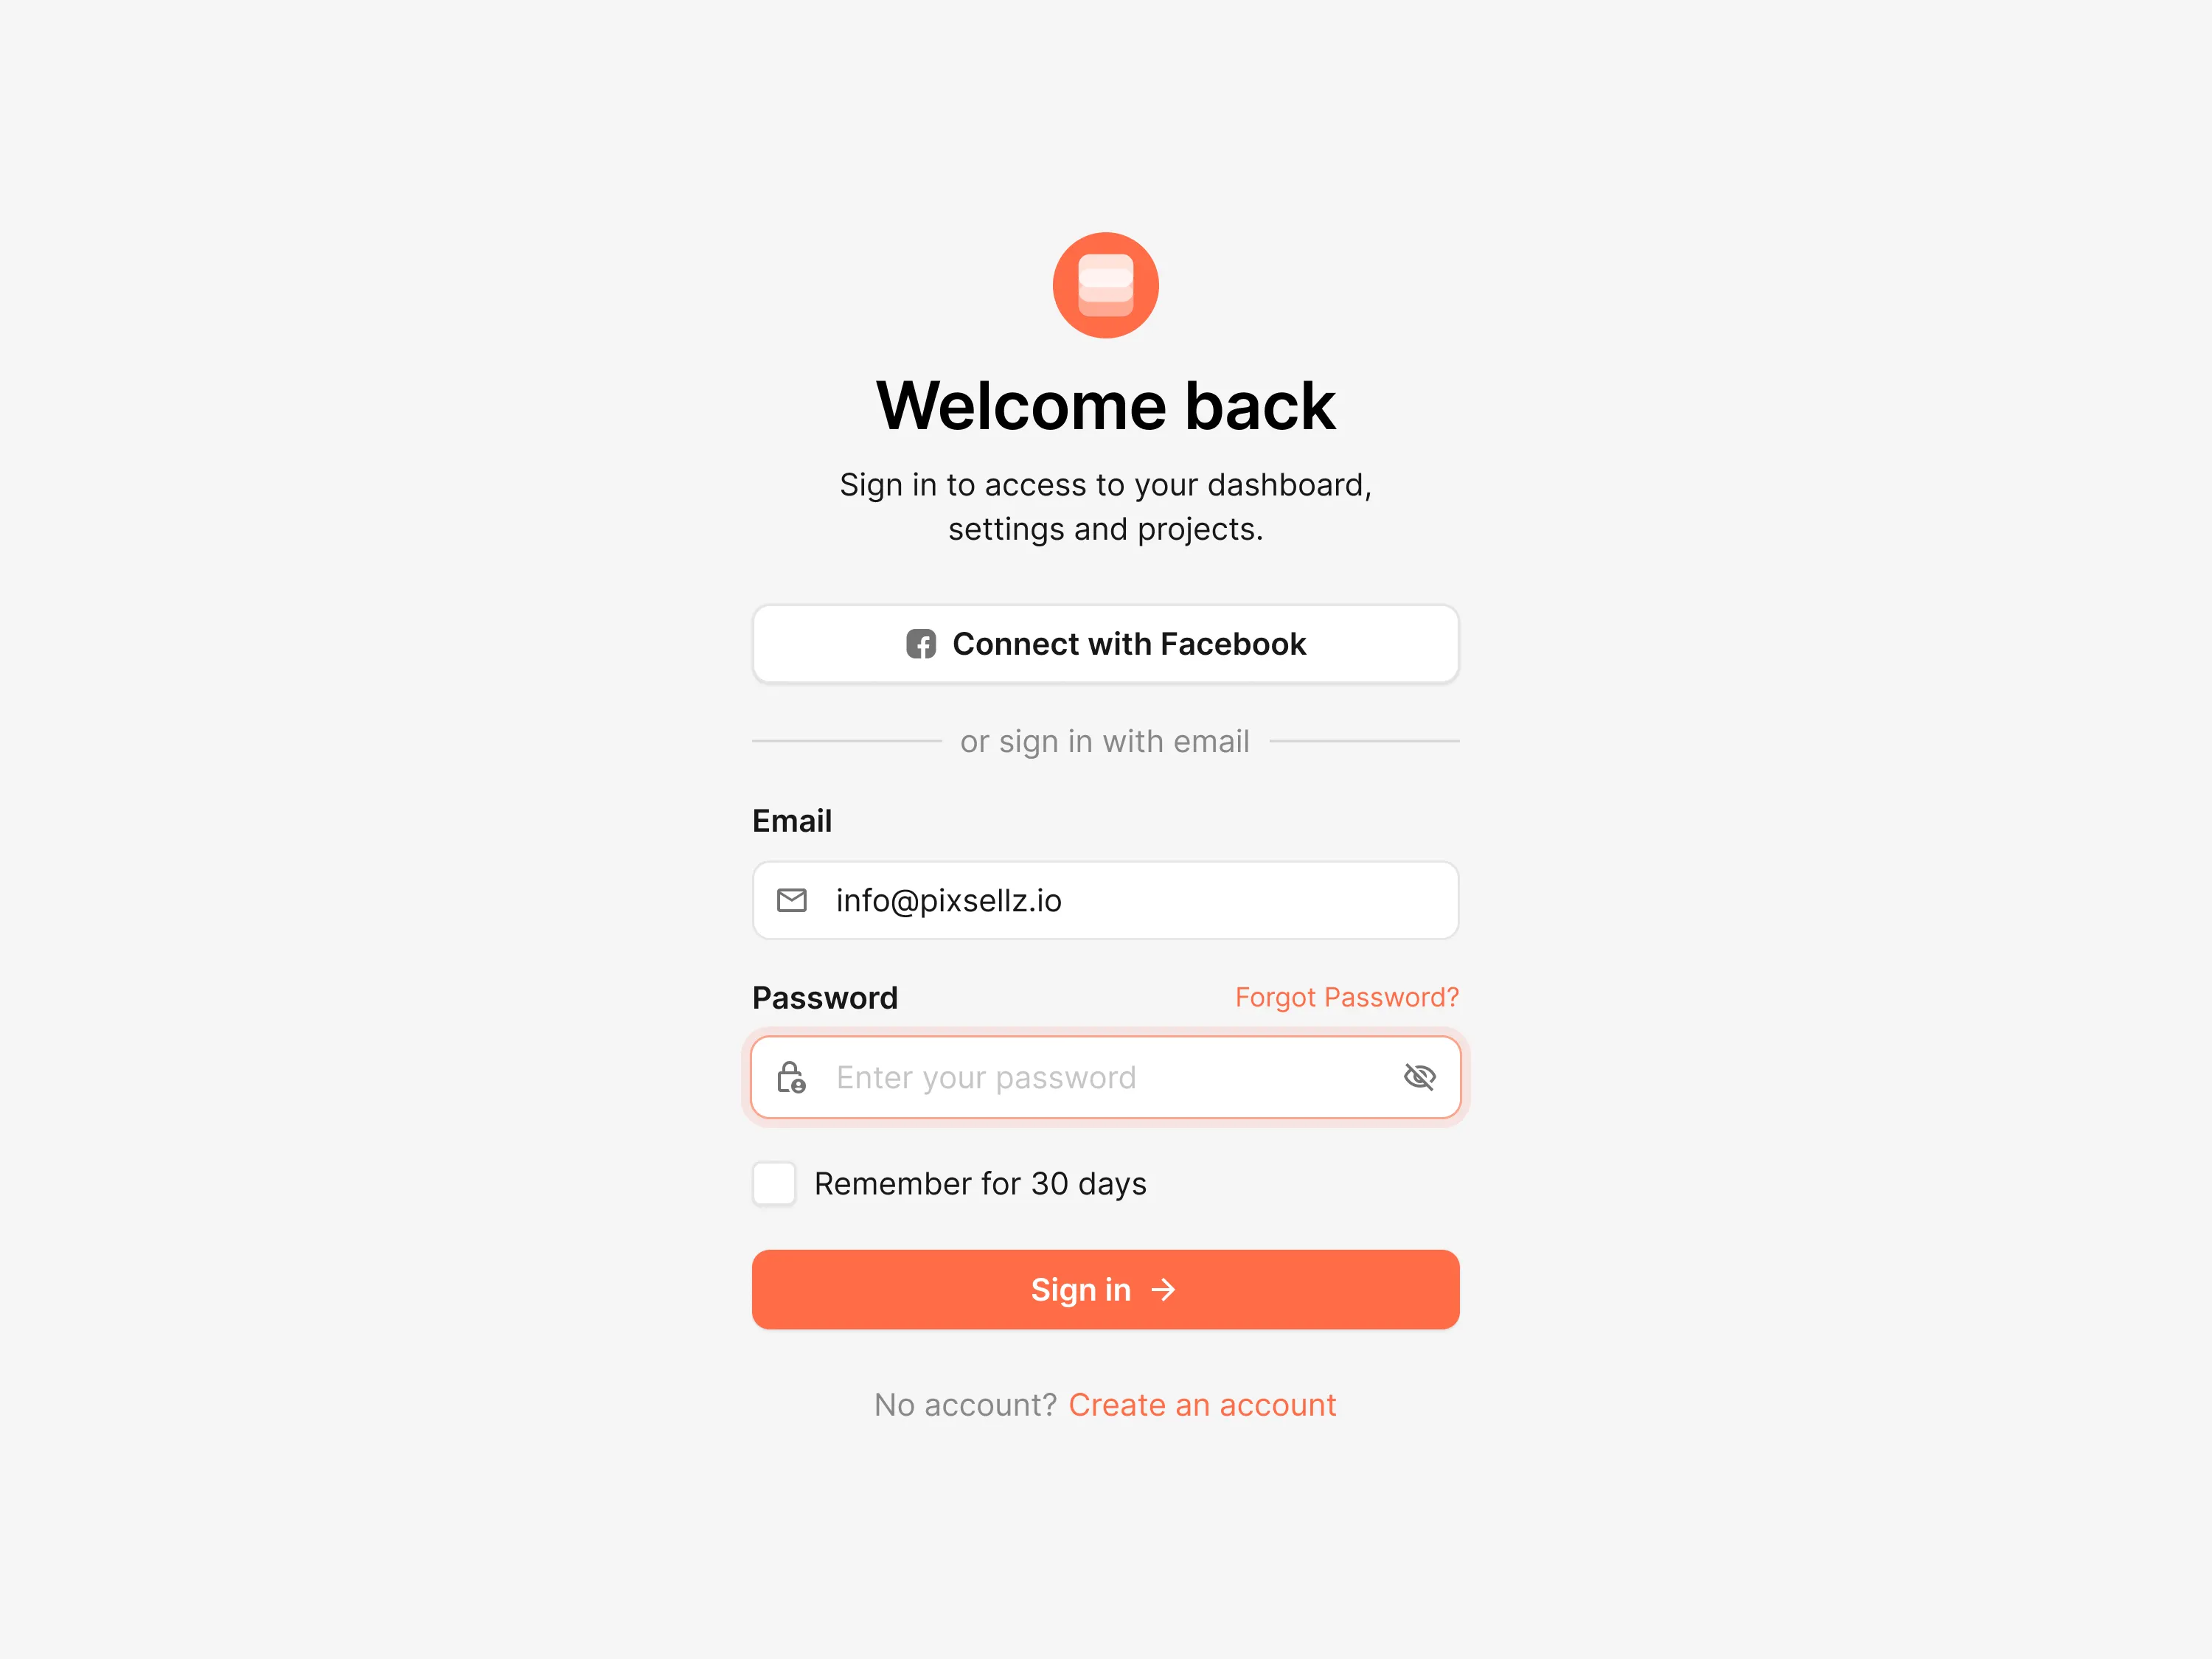 Welcome back
Sign in to access to your dashboard,
settings and projects.
Connect with Facebook
or sign in with email
Email
info@pixsellz.io
Password
Forgot Password?
Enter your password
Remember for 30 days
Sign in
No account? Create an account